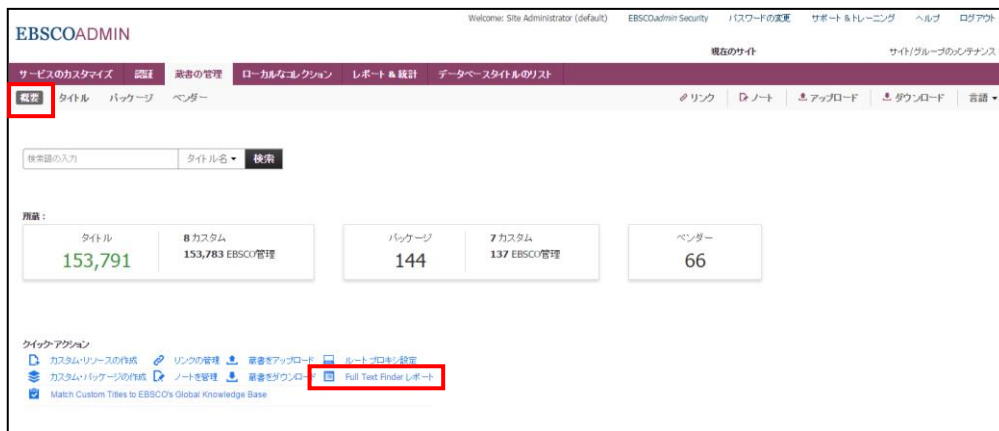 Welcome: Site Administrator (default) EBSCOadmin Security パスワードの変更 サポート & トレーニング ヘルプ ログアウト
EBSCOADMIN
現在のサイト サイト/グループのメンテナンス
サービスのカスタマイズ 認証 蔵書の管理 ローカルなコレクション レポート & 統計 データベースタイトルのリスト
概要 タイトル パッケージ ベンダー リンク ノート アップロード ダウンロード 言語
検索語の入力 タイトル名 検索
所蔵：
タイトル 8 カスタム パッケージ 7 カスタム ベンダー
153,791 153,783 EBSCO管理 144 137 EBSCO管理 66
クイック・アクション
カスタム・リソースの作成 リンクの管理 蔵書をアップロード ルートプロキシ設定
カスタム・パッケージの作成 ノートを管理 蔵書をダウンロード Full Text Finder レポート
Match Custom Titles to EBSCO's Global Knowledge Base